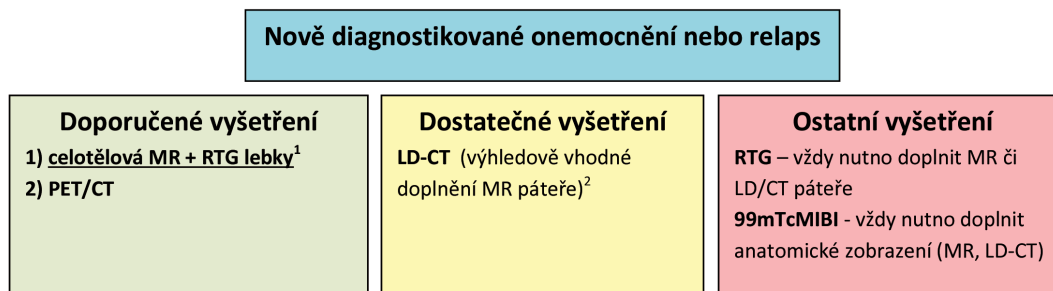 Nově diagnostikované onemocnění nebo relaps
Doporučené vyšetření
1) celotělová MR + RTG lebky1
2) PET/CT
Dostatečné vyšetření
LD-CT (výhledově vhodné
doplnění MR páteře)2
Ostatní vyšetření
RTG – vždy nutno doplnit MR či
LD/CT páteře
99mTcMIBI - vždy nutno doplnit
anatomické zobrazení (MR, LD-CT)